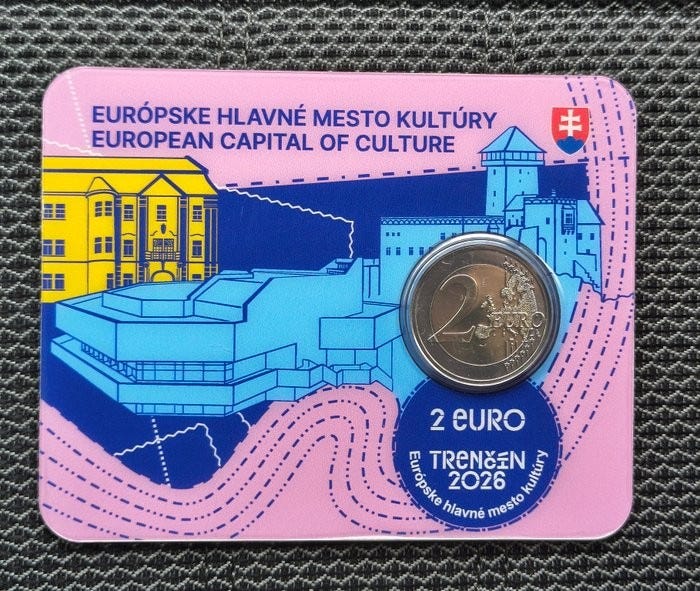 EURÓPSKE HLAVNÉ MESTO KULTÚRY
EUROPEAN CAPITAL OF CULTURE
2 EURO
2 EURO
TRENČÍN
2026
Európske hlavné mesto kultúry